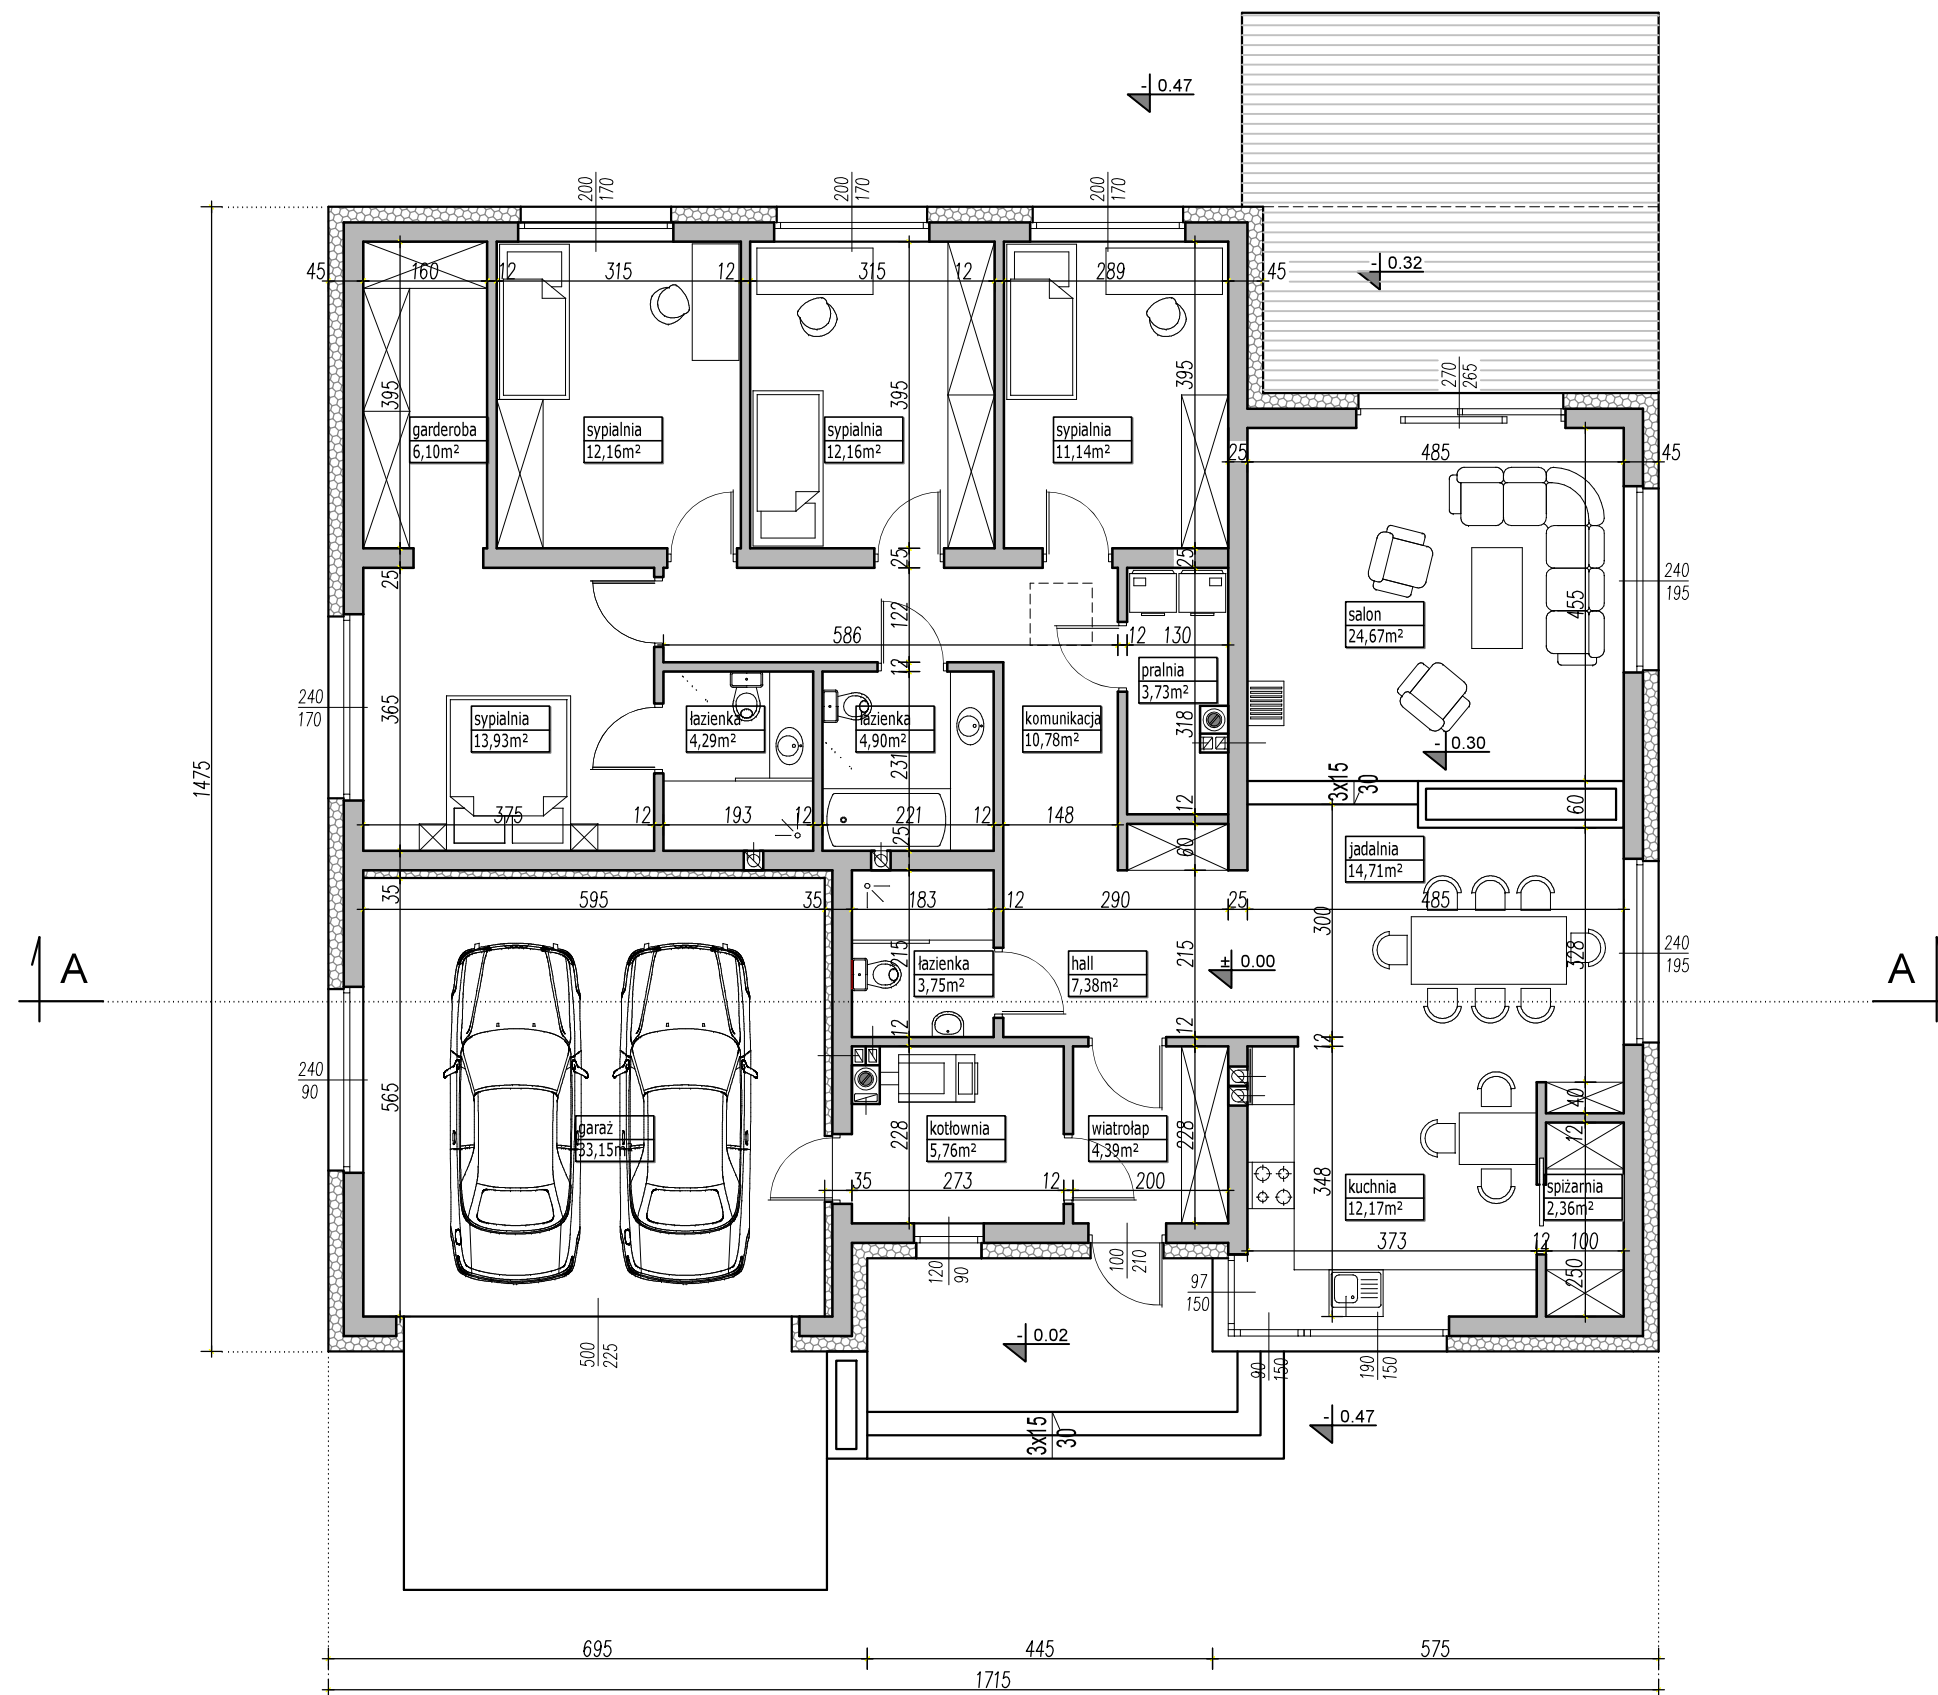 - 0.47
200
170
200
170
200
170
- 0.32
45
160
12
315
12
315
12
289
45
270
265
395
395
395
garderoba
6,10m²
sypialnia
12,16m²
sypialnia
12,16m²
sypialnia
11,14m²
25
485
45
25
25
25
240
195
salon
24,67m²
455
122
586
12
130
12
pralnia
3,73m²
240
170
365
sypialnia
13,93m²
łazienka
4,29m²
łazienka
4,90m²
komunikacja
10,78m²
318
- 0.30
231
1475
3x15
30
60
12
375
12
193
12
221
12
148
25
60
jadalnia
14,71m²
35
595
35
183
12
290
25
485
300
328
240
195
A
A
215
łazienka
3,75m²
hall
7,38m²
215
± 0.00
12
12
12
240
90
565
garaż
33,15m²
228
kotłownia
5,76m²
wiatrołap
4,39m²
228
40
12
348
kuchnia
12,17m²
spiżarnia
2,36m²
35
273
12
200
373
12
100
250
120
90
100
210
97
150
- 0.02
500
225
90
150
190
150
3x15
30
- 0.47
695
445
575
1715